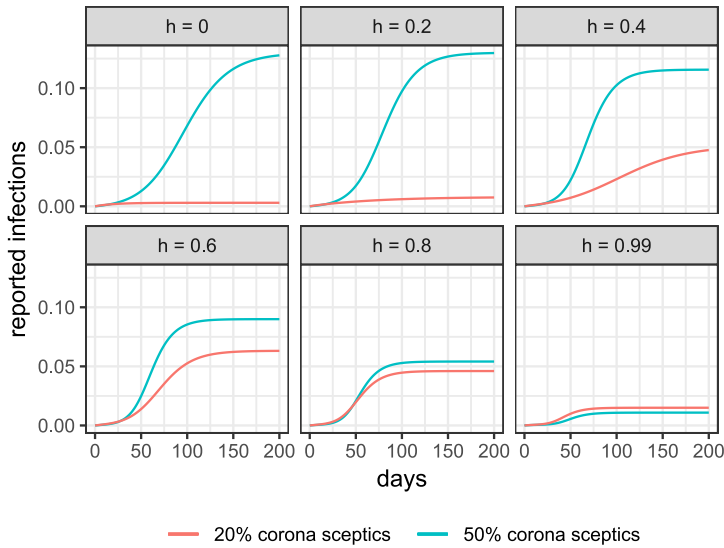 h = 0
h = 0.2
h = 0.4
0.10
0.05
0.00
h = 0.6
h = 0.8
h = 0.99
0.10
0.05
0.00
reported infections
0 50 100 150 200
0 50 100 150 200
0 50 100 150 200
days
20% corona sceptics
50% corona sceptics